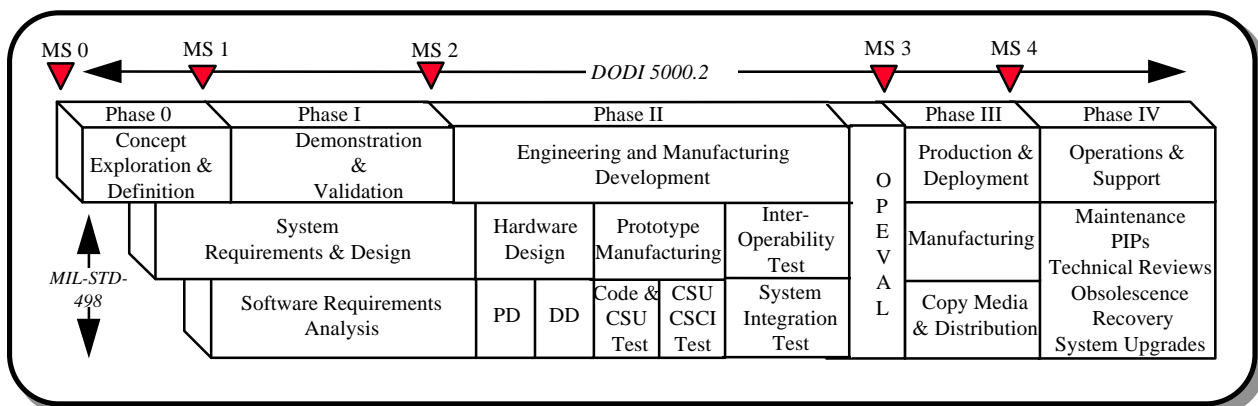 MS 0
MS 1
MS 2
MS 3
MS 4
DODI 5000.2
Phase 0
Phase I
Phase II
Phase III
Phase IV
Concept
Exploration &
Definition
Demonstration
&
Validation
Engineering and Manufacturing
Development
O
P
E
V
A
L
Production &
Deployment
Operations &
Support
MIL-STD-
498
System
Requirements & Design
Hardware
Design
Prototype
Manufacturing
Inter-
Operability
Test
Manufacturing
Maintenance
PIPs
Technical Reviews
Obsolescence
Recovery
System Upgrades
Software Requirements
Analysis
PD
DD
Code &
CSU
Test
CSU
CSCI
Test
System
Integration
Test
Copy Media
& Distribution